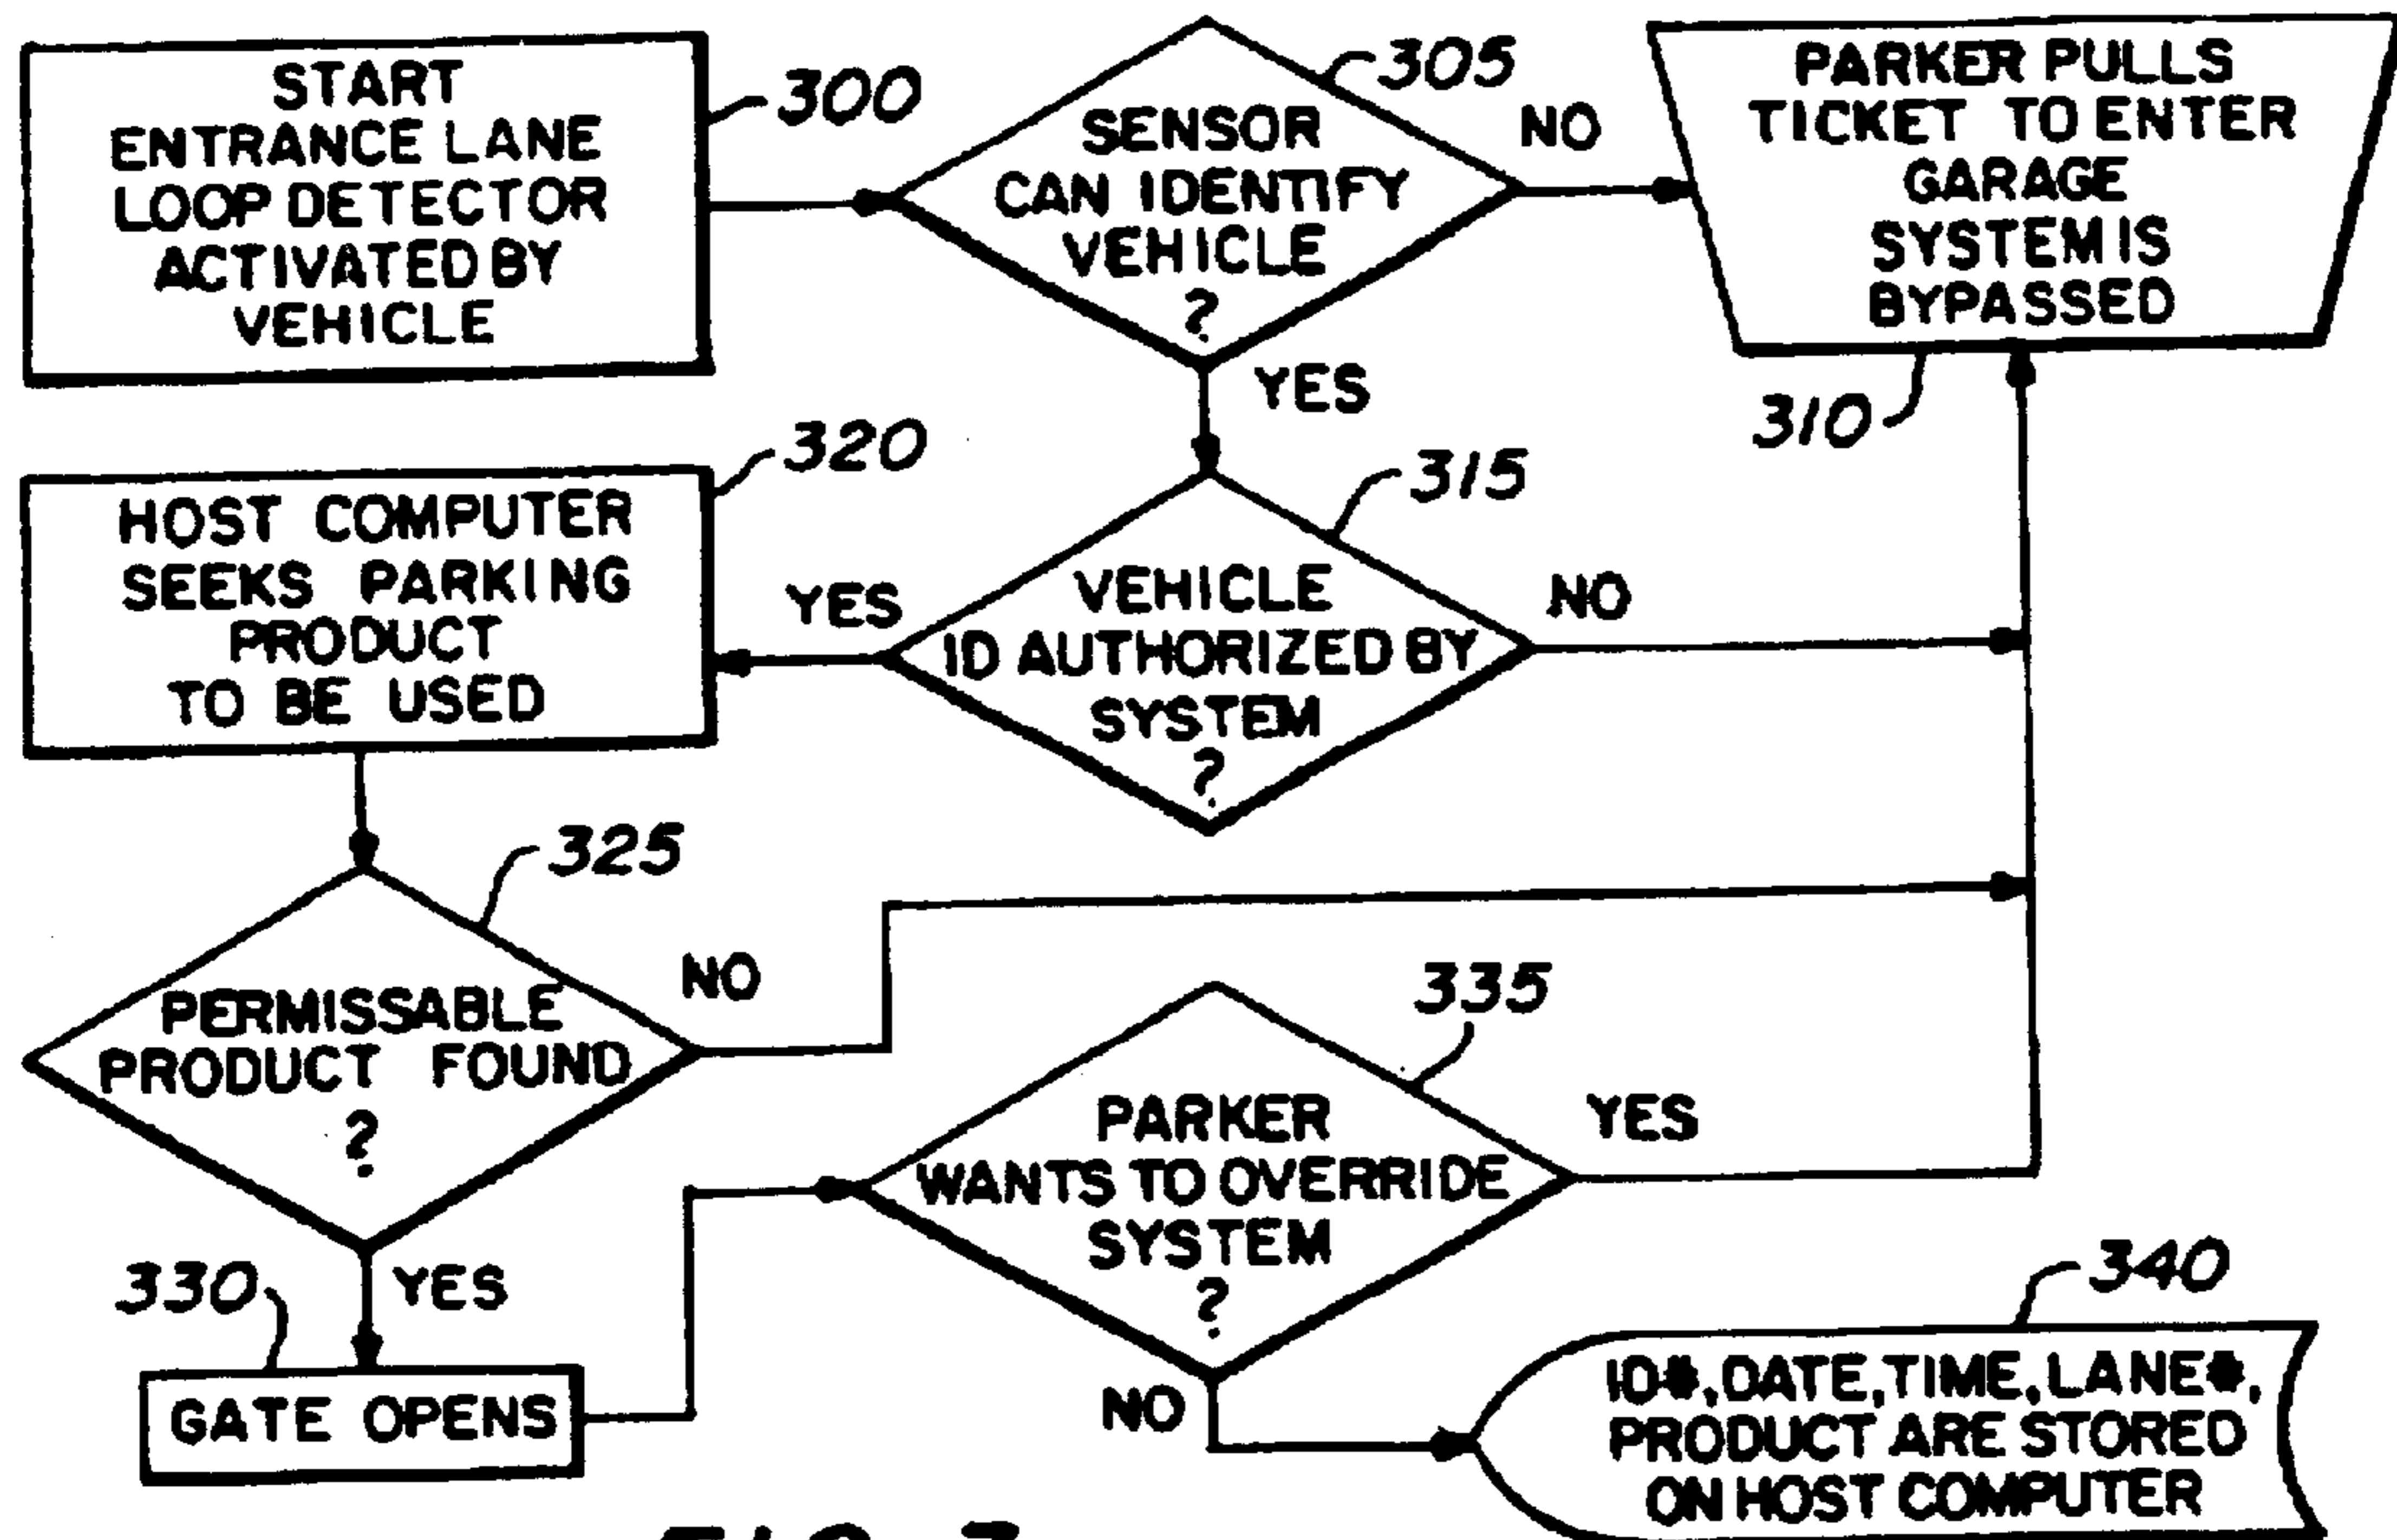 START
ENTRANCE LANE
LOOP DETECTOR
ACTIVATED BY
VEHICLE
300
305
SENSOR
CAN IDENTIFY
VEHICLE
?
NO
YES
PARKER PULLS
TICKET TO ENTER
GARAGE
SYSTEM IS
BYPASSED
310
320
HOST COMPUTER
SEEKS PARKING
PRODUCT
TO BE USED
YES
315
VEHICLE
ID AUTHORIZED BY
SYSTEM
?
NO
325
PERMISSABLE
PRODUCT FOUND
?
NO
YES
330
GATE OPENS
335
PARKER
WANTS TO OVERRIDE
SYSTEM
?
YES
NO
340
ID#, DATE, TIME, LANE#,
PRODUCT ARE STORED
ON HOST COMPUTER